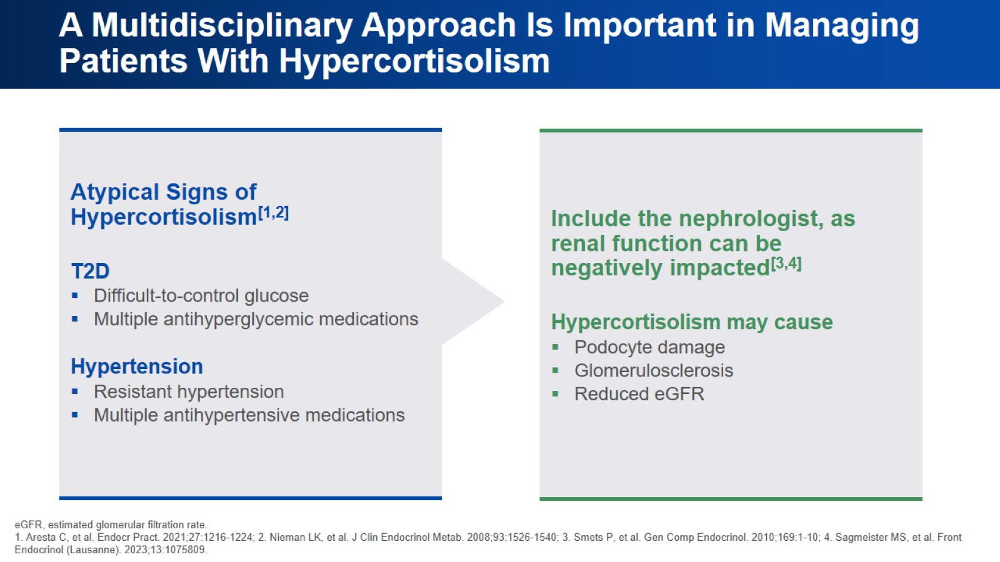 A Multidisciplinary Approach Is Important in Managing
Patients With Hypercortisolism
Atypical Signs of
Hypercortisolism[1,2]
T2D
▪ Difficult-to-control glucose
▪ Multiple antihyperglycemic medications
Hypertension
▪ Resistant hypertension
▪ Multiple antihypertensive medications
Include the nephrologist, as
renal function can be
negatively impacted[3,4]
Hypercortisolism may cause
▪ Podocyte damage
▪ Glomerulosclerosis
▪ Reduced eGFR
eGFR, estimated glomerular filtration rate.
1. Aresta C, et al. Endocr Pract. 2021;27:1216-1224; 2. Nieman LK, et al. J Clin Endocrinol Metab. 2008;93:1526-1540; 3. Smets P, et al. Gen Comp Endocrinol. 2010;169:1-10; 4. Sagmeister MS, et al. Front
Endocrinol (Lausanne). 2023;13:1075809.